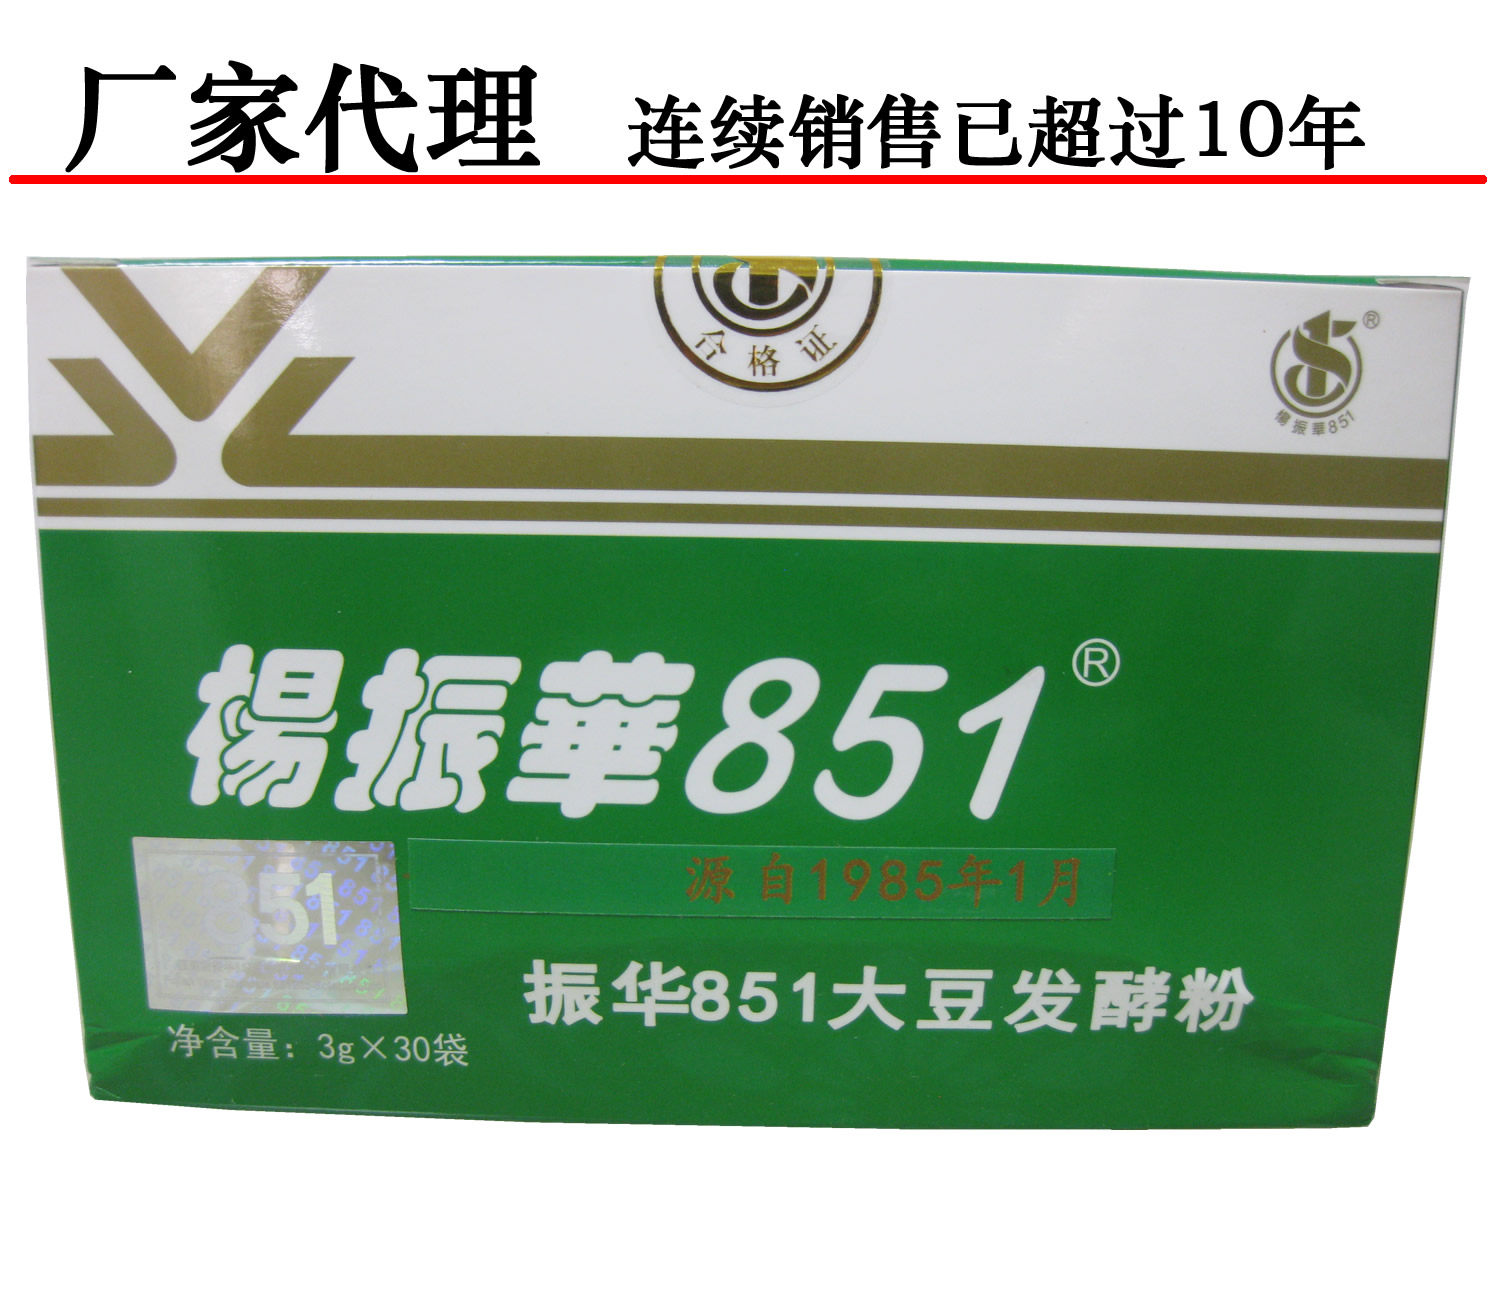 厂家代理 连续销售已超过10年
合格证
®
楊振華851
楊振華851®
851
源自1985年1月
振华851大豆发酵粉
净含量：3g×30袋